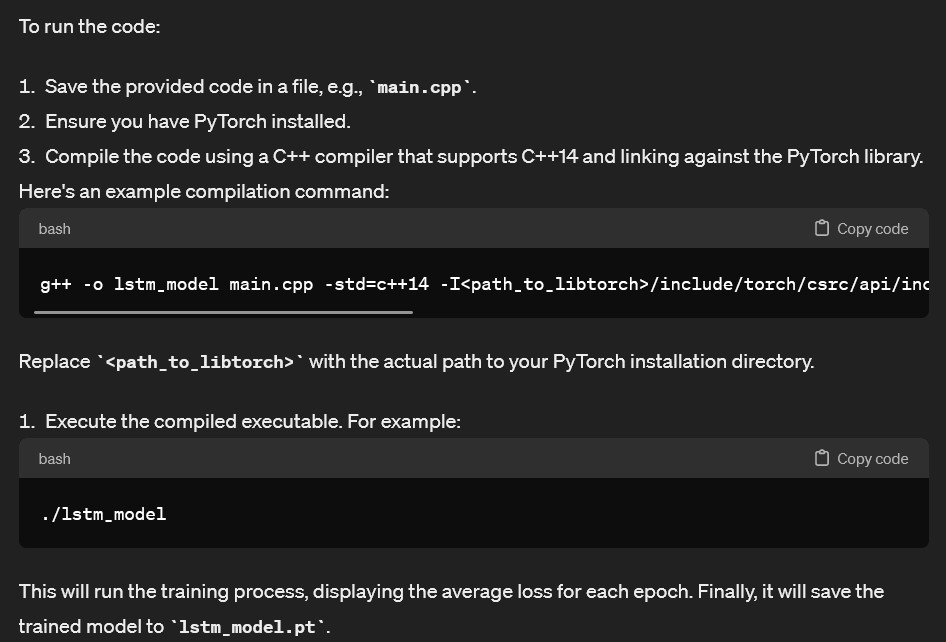 To run the code:
1. Save the provided code in a file, e.g., `main.cpp`.
2. Ensure you have PyTorch installed.
3. Compile the code using a C++ compiler that supports C++14 and linking against the PyTorch library.
Here's an example compilation command:
bash Copy code
g++ -o lstm_model main.cpp -std=c++14 -I<path_to_libtorch>/include/torch/csrc/api/inc
Replace `<path_to_libtorch>` with the actual path to your PyTorch installation directory.
1. Execute the compiled executable. For example:
bash Copy code
./lstm_model
This will run the training process, displaying the average loss for each epoch. Finally, it will save the
trained model to `lstm_model.pt`.